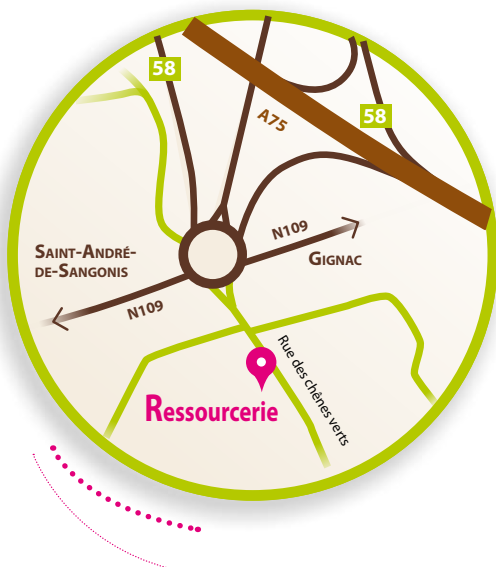 58
A75
58
N109
SAINT-ANDRÉ-
DE-SANGONIS
GIGNAC
N109
Rue des chênes verts
Ressourcerie